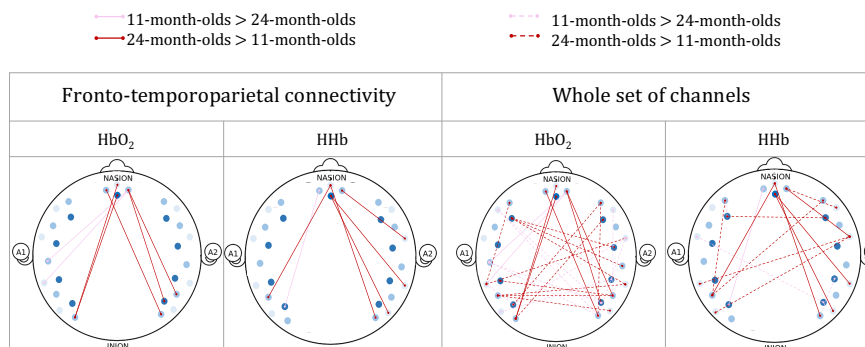 11-month-olds > 24-month-olds
24-month-olds > 11-month-olds
11-month-olds > 24-month-olds
24-month-olds > 11-month-olds
Fronto-temporoparietal connectivity
Whole set of channels
HbO₂
HHb
HbO₂
HHb
NASION
NASION
NASION
NASION
A1
A2
A1
A2
A1
A2
A1
INION
INION
INION